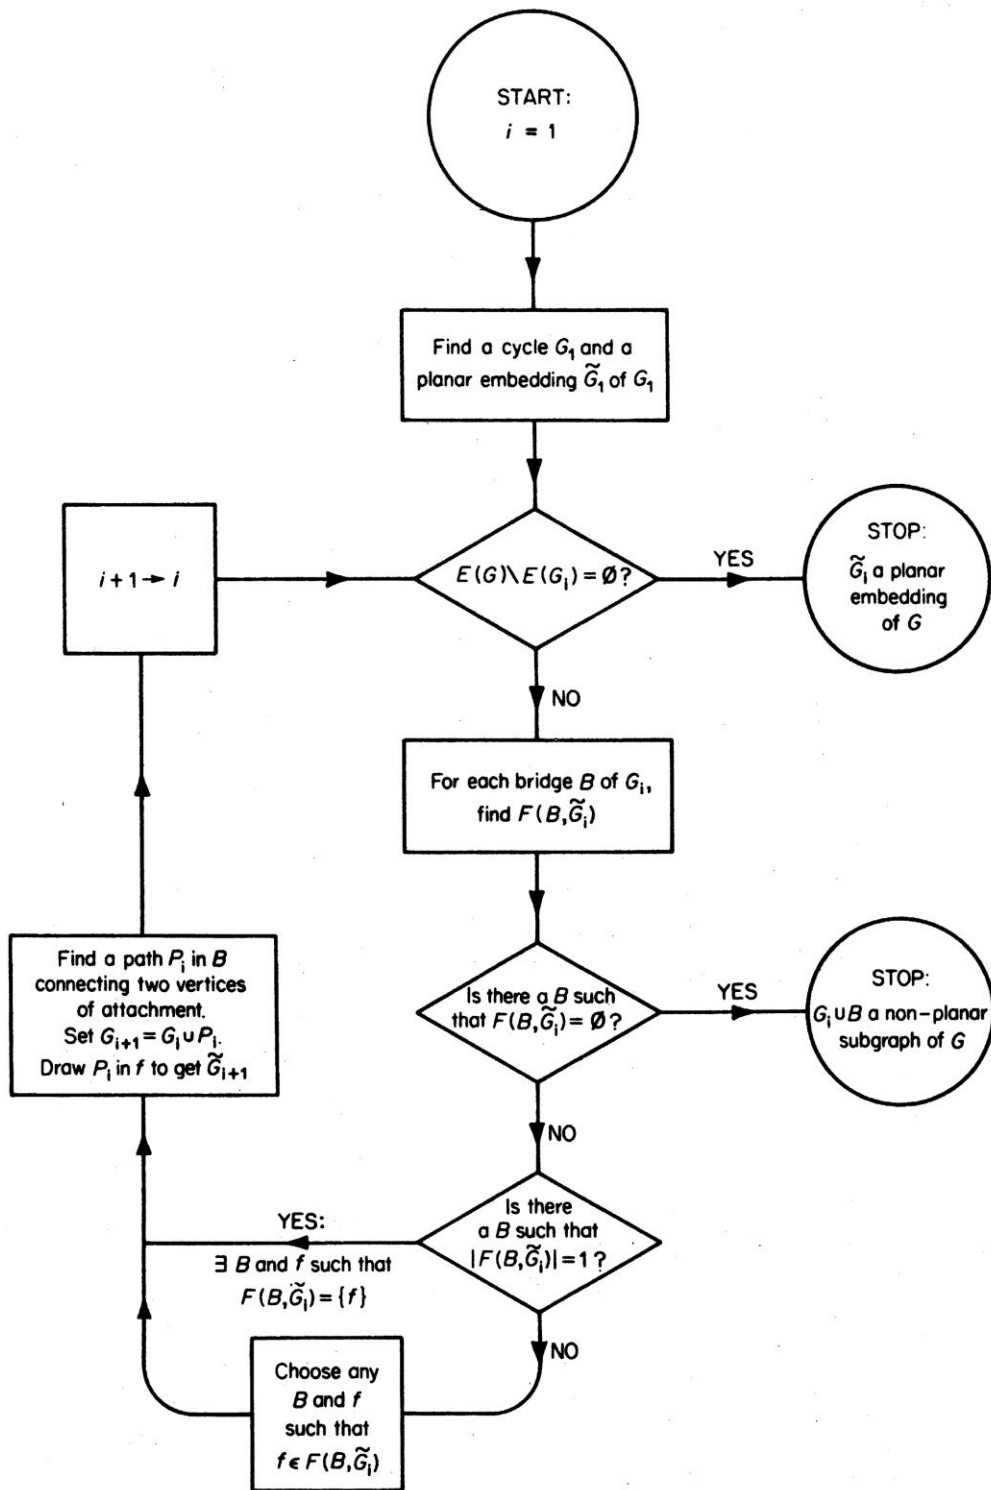 START:
i = 1
Find a cycle G₁ and a
planar embedding G̃₁ of G₁
i+1→i
E(G)\E(Gᵢ)=Ø?
YES
STOP:
G̃ᵢ a planar
embedding
of G
NO
For each bridge B of Gᵢ,
find F(B,G̃ᵢ)
Find a path Pᵢ in B
connecting two vertices
of attachment.
Set Gᵢ₊₁=Gᵢ∪Pᵢ.
Draw Pᵢ in f to get G̃ᵢ₊₁
Is there a B such
that F(B,G̃ᵢ)=Ø?
YES
STOP:
Gᵢ∪B a non-planar
subgraph of G
NO
Is there
a B such that
|F(B,G̃ᵢ)|=1?
YES:
∃ B and f such that
F(B,G̃ᵢ)={f}
NO
Choose any
B and f
such that
f∈F(B,G̃ᵢ)